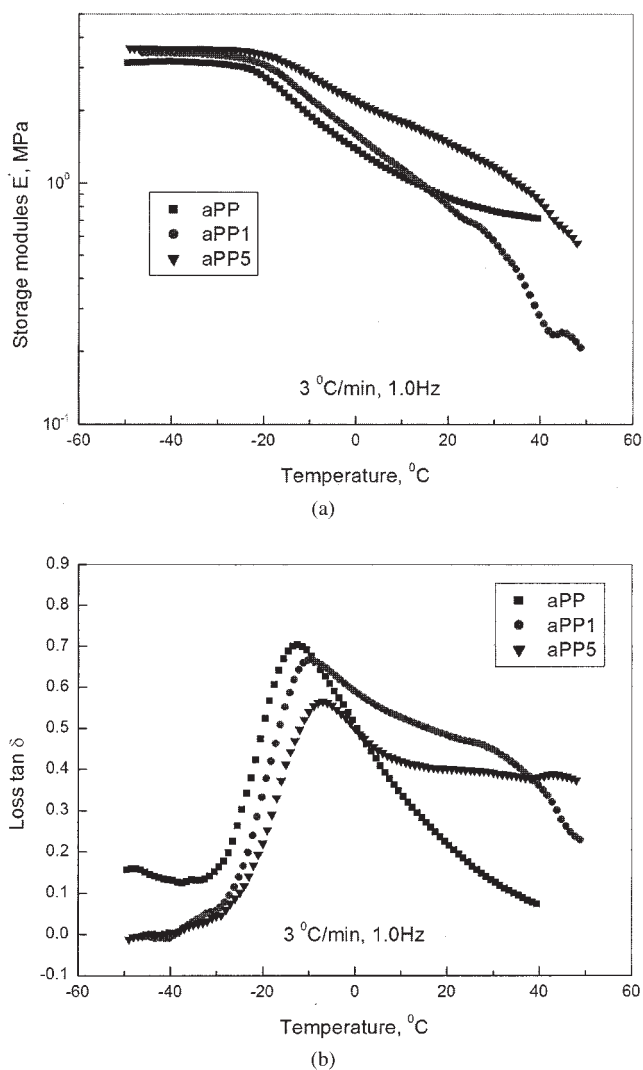 10⁰
10⁻¹
-60 -40 -20 0 20 40 60
Storage modules E', MPa
aPP
aPP1
aPP5
3 ⁰C/min, 1.0Hz
Temperature, ⁰C
(a)
0.9
0.8
0.7
0.6
0.5
0.4
0.3
0.2
0.1
0.0
-0.1
-60 -40 -20 0 20 40 60
Loss tan δ
aPP
aPP1
aPP5
3 ⁰C/min, 1.0Hz
Temperature, ⁰C
(b)